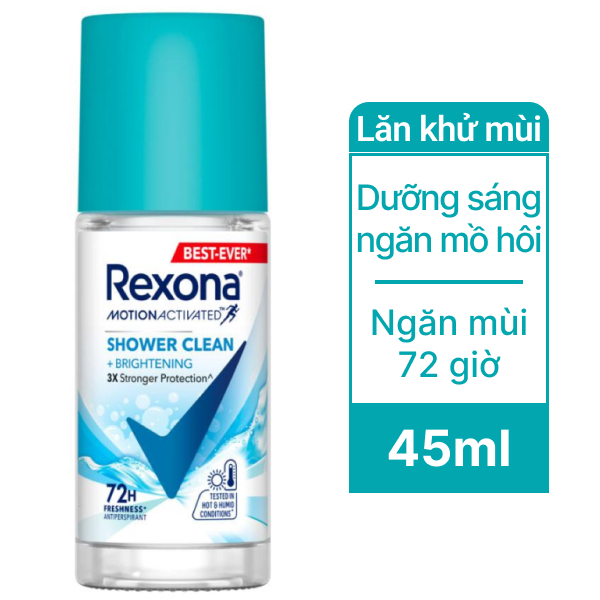 BEST-EVER*
Rexona®
MOTIONACTIVATED™
SHOWER CLEAN
+ BRIGHTENING
3X Stronger Protection^
72H
FRESHNESS*
ANTIPERSPIRANT
TESTED IN
HOT & HUMID
CONDITIONS**
Lăn khử mùi
Dưỡng sáng
ngăn mồ hôi
Ngăn mùi
72 giờ
45ml